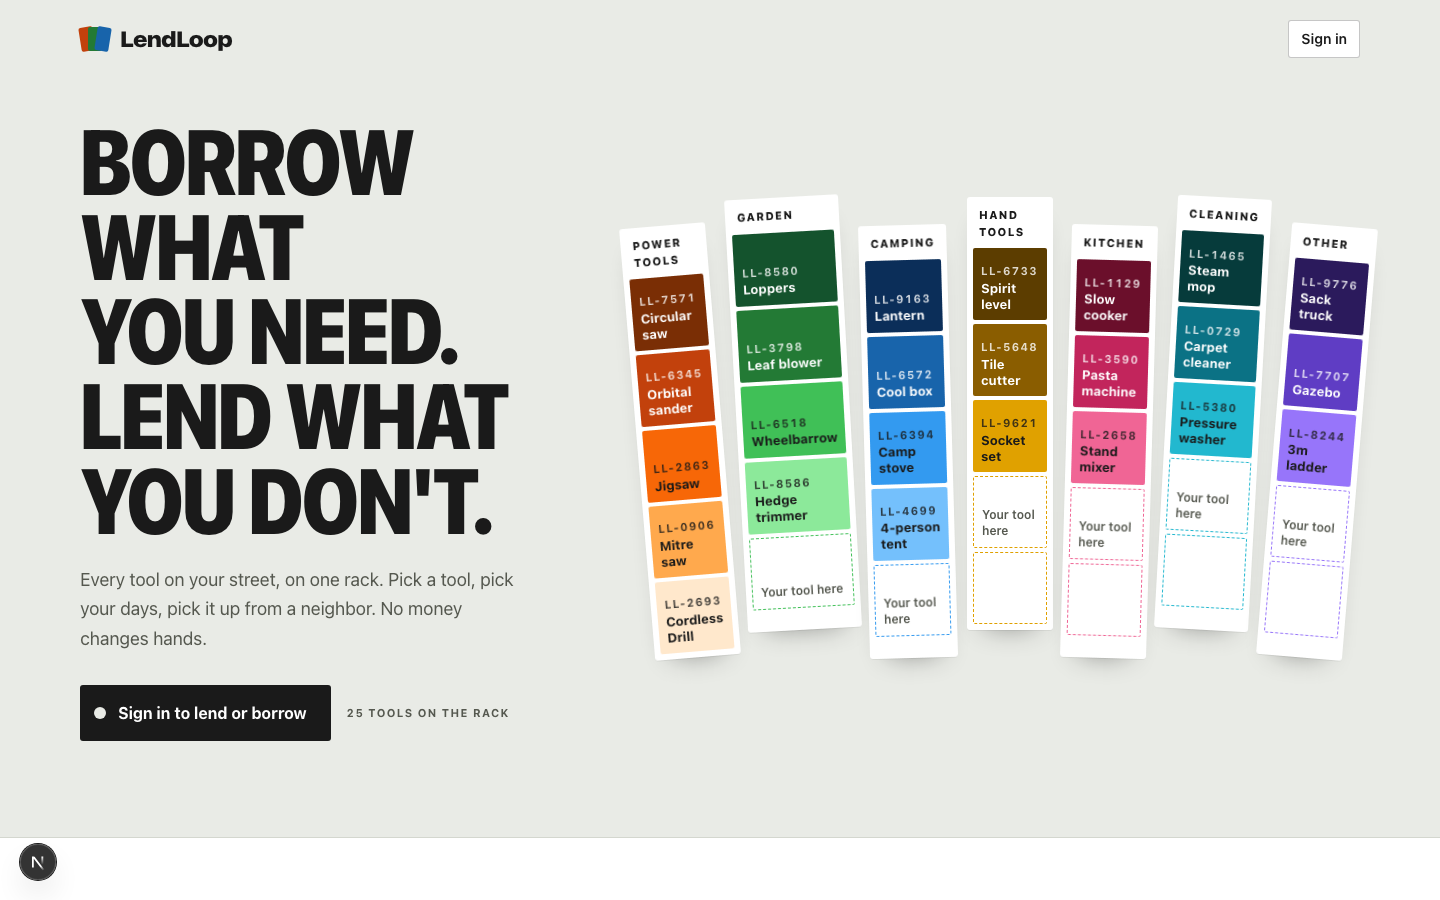 LendLoop
Sign in
BORROW
WHAT
YOU NEED.
LEND WHAT
YOU DON'T.
Every tool on your street, on one rack. Pick a tool, pick
your days, pick it up from a neighbor. No money
changes hands.
Sign in to lend or borrow
25 TOOLS ON THE RACK
POWER
TOOLS
LL-7571
Circular
saw
LL-6345
Orbital
sander
LL-2863
Jigsaw
LL-0906
Mitre
saw
LL-2693
Cordless
Drill
GARDEN
LL-8580
Loppers
LL-3798
Leaf blower
LL-6518
Wheelbarrow
LL-8586
Hedge
trimmer
Your tool here
CAMPING
LL-9163
Lantern
LL-6572
Cool box
LL-6394
Camp
stove
LL-4699
4-person
tent
Your tool
here
HAND
TOOLS
LL-6733
Spirit
level
LL-5648
Tile
cutter
LL-9621
Socket
set
Your tool
here
KITCHEN
LL-1129
Slow
cooker
LL-3590
Pasta
machine
LL-2658
Stand
mixer
Your tool
here
CLEANING
LL-1465
Steam
mop
LL-0729
Carpet
cleaner
LL-5380
Pressure
washer
Your tool
here
OTHER
LL-9776
Sack
truck
LL-7707
Gazebo
LL-8244
3m
ladder
Your tool
here
N